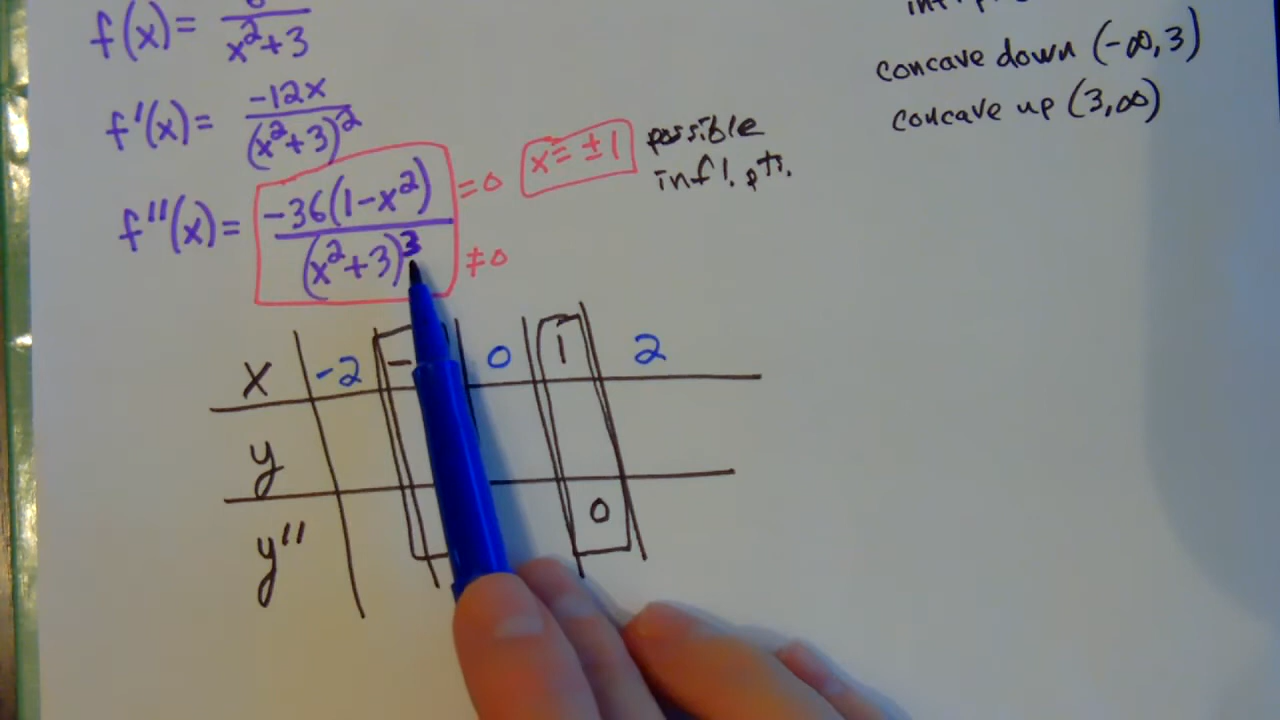 f(x) = 6/(x²+3)
f'(x) = -12x/(x²+3)²
f''(x) = -36(1-x²)/(x²+3)³ = 0 ≠0
x = ±1 possible
infl. pts.
x -2 - 0 1 2
y
y'' 0
concave down (-∞,3)
concave up (3,∞)